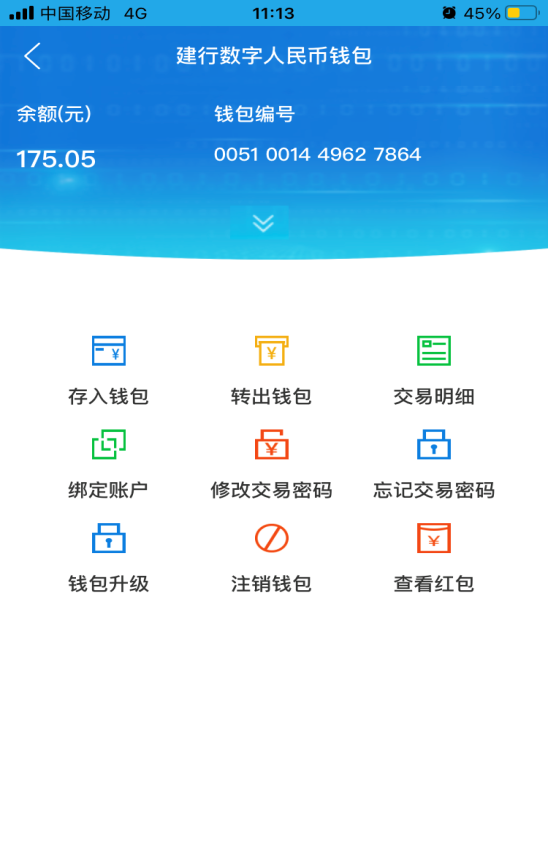 中国移动 4G 11:13 45%
建行数字人民币钱包
余额(元) 钱包编号
175.05 0051 0014 4962 7864
存入钱包 转出钱包 交易明细
绑定账户 修改交易密码 忘记交易密码
钱包升级 注销钱包 查看红包